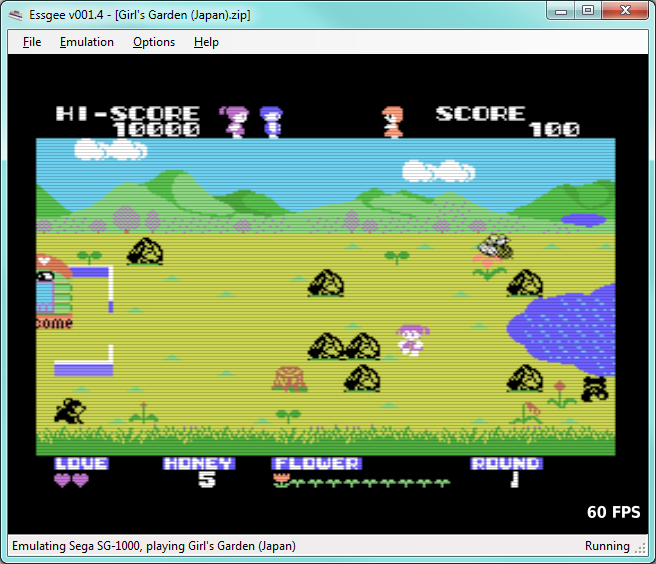 Essgee v001.4 - [Girl's Garden (Japan).zip]
File Emulation Options Help
HI-SCORE SCORE
10000 100
come
LOVE HONEY FLOWER ROUND
5 1
60 FPS
Emulating Sega SG-1000, playing Girl's Garden (Japan) Running